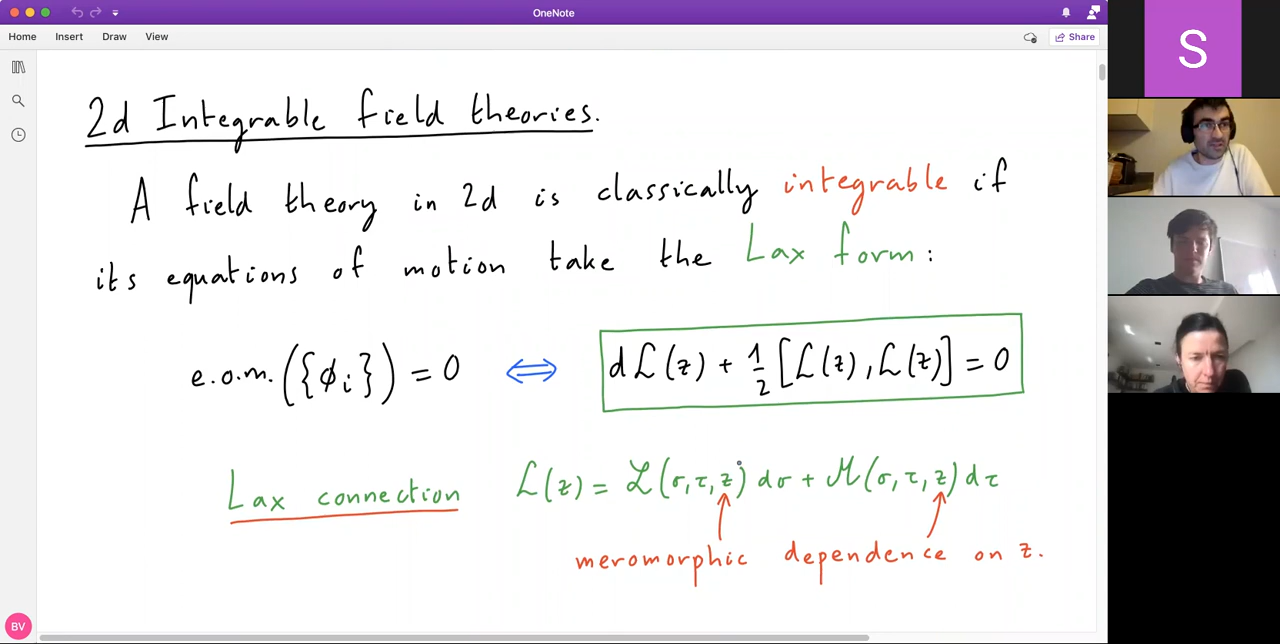 OneNote
Home Insert Draw View
Share
S
2d Integrable field theories.
A field theory in 2d is classically integrable if
its equations of motion take the Lax form:
e.o.m.({ϕi}) = 0 ⟺ dL(z) + 1/2 [L(z), L(z)] = 0
Lax connection L(z) = ℒ(σ, τ, z) dσ + ℳ(σ, τ, z) dτ
meromorphic dependence on z.
BV